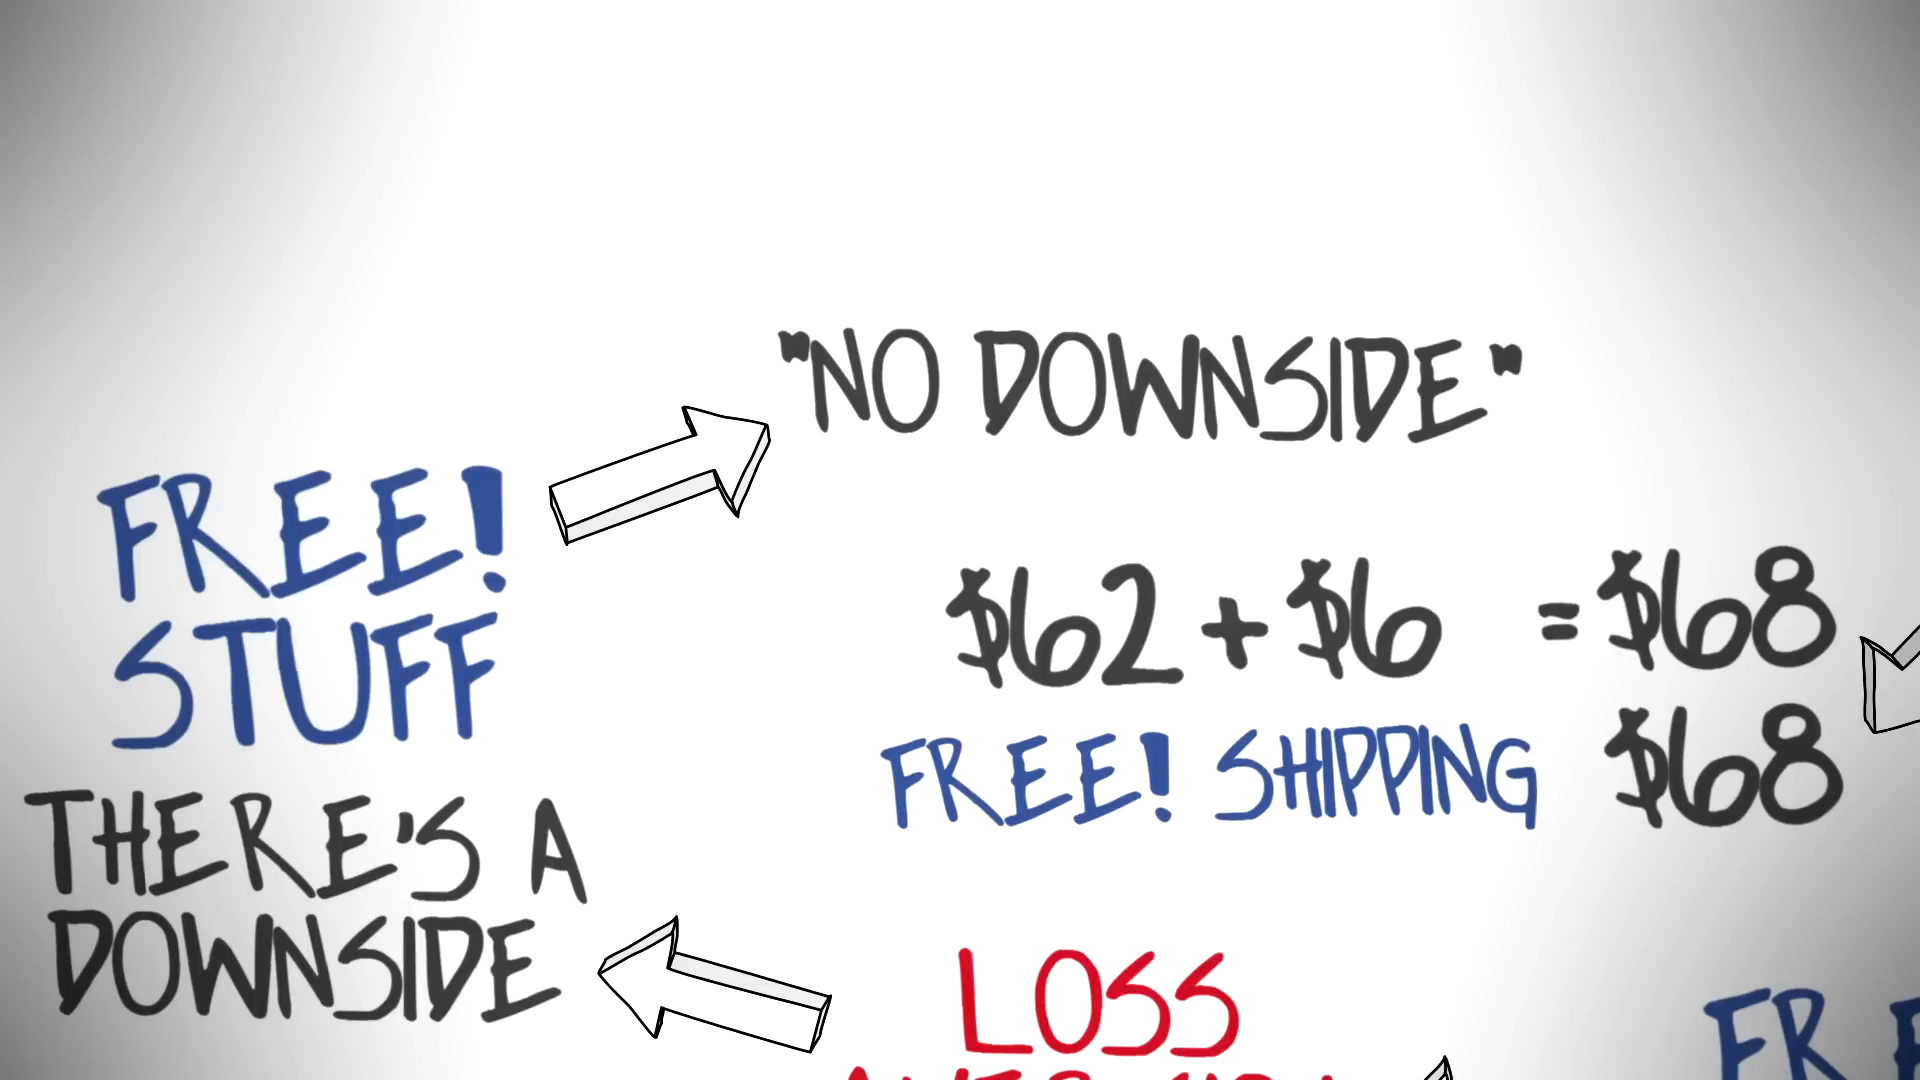 "NO DOWNSIDE"
FREE!
STUFF
$62 + $6 = $68
FREE! SHIPPING $68
THERE'S A
DOWNSIDE
LOSS